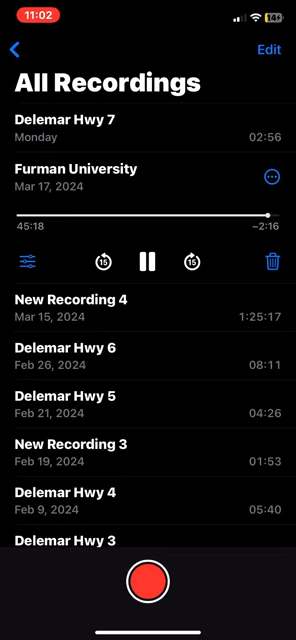 11:02
14
Edit
All Recordings
Delemar Hwy 7
Monday 02:56
Furman University
Mar 17, 2024
45:18 −2:16
15 15
New Recording 4
Mar 15, 2024 1:25:17
Delemar Hwy 6
Feb 26, 2024 08:11
Delemar Hwy 5
Feb 21, 2024 04:26
New Recording 3
Feb 19, 2024 01:53
Delemar Hwy 4
Feb 9, 2024 05:40
Delemar Hwy 3